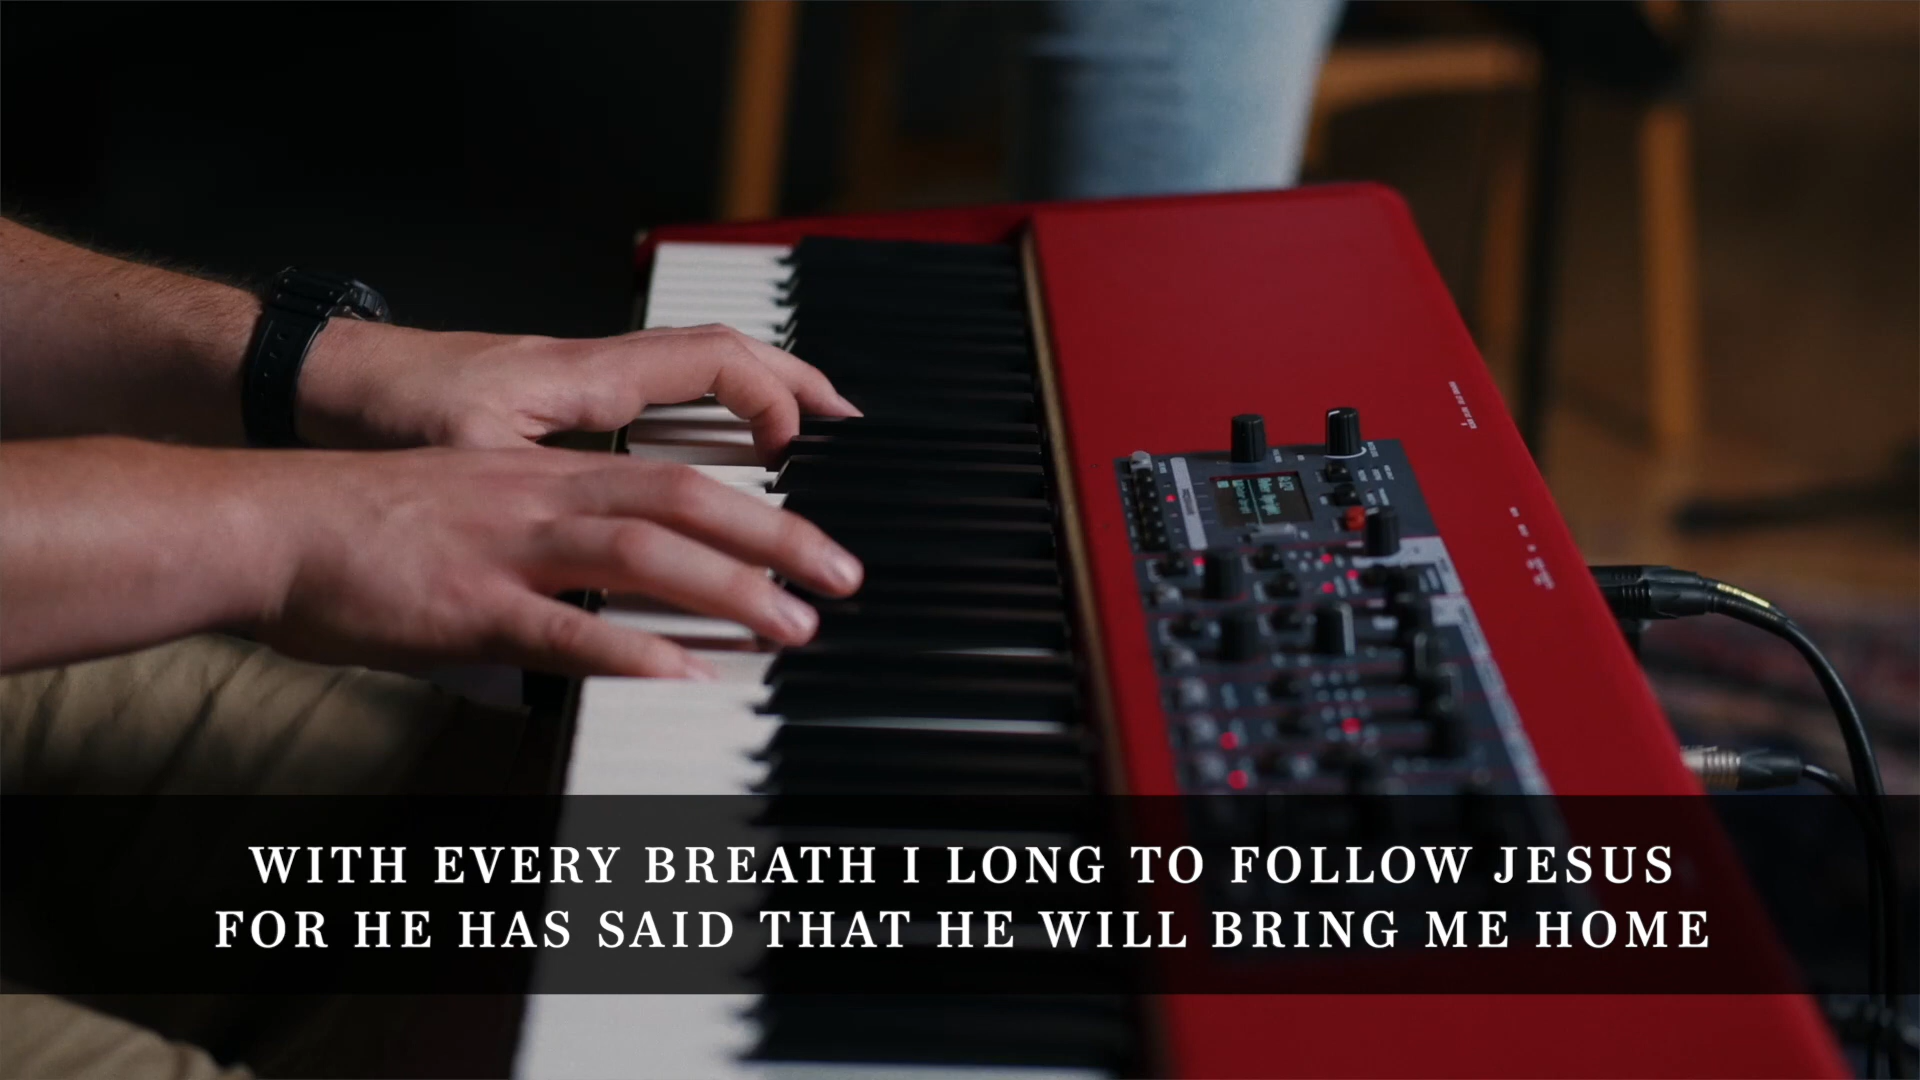 WITH EVERY BREATH I LONG TO FOLLOW JESUS
FOR HE HAS SAID THAT HE WILL BRING ME HOME